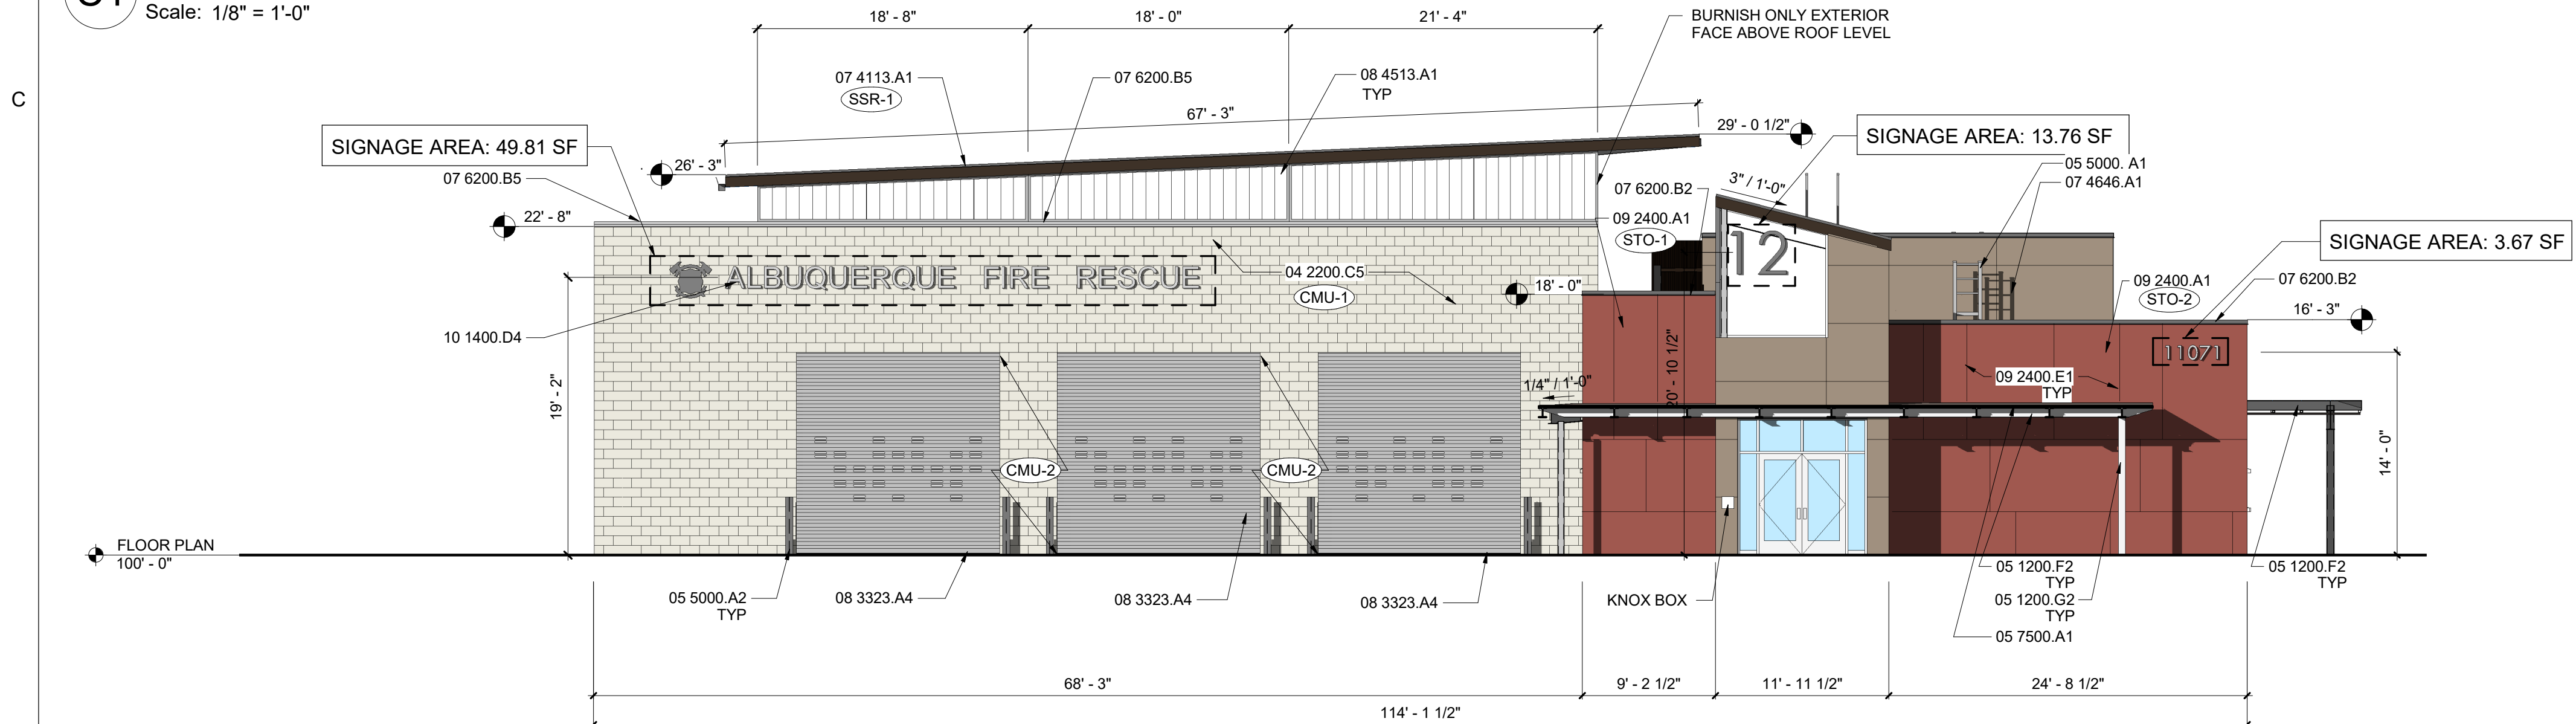 Scale: 1/8" = 1'-0"
C
18' - 8"
18' - 0"
21' - 4"
BURNISH ONLY EXTERIOR
FACE ABOVE ROOF LEVEL
07 4113.A1
SSR-1
07 6200.B5
08 4513.A1
TYP
67' - 3"
29' - 0 1/2"
SIGNAGE AREA: 13.76 SF
SIGNAGE AREA: 49.81 SF
26' - 3"
07 6200.B5
22' - 8"
05 5000. A1
07 4646.A1
3" / 1'-0"
07 6200.B2
09 2400.A1
STO-1
12
SIGNAGE AREA: 3.67 SF
ALBUQUERQUE FIRE RESCUE
04 2200.C5
CMU-1
18' - 0"
09 2400.A1
STO-2
07 6200.B2
16' - 3"
10 1400.D4
19' - 2"
20' - 10 1/2"
11071
09 2400.E1
TYP
1/4" / 1'-0"
14' - 0"
CMU-2
CMU-2
FLOOR PLAN
100' - 0"
05 5000.A2
TYP
08 3323.A4
08 3323.A4
08 3323.A4
KNOX BOX
05 1200.F2
TYP
05 1200.G2
TYP
05 7500.A1
05 1200.F2
TYP
68' - 3"
9' - 2 1/2"
11' - 11 1/2"
24' - 8 1/2"
114' - 1 1/2"